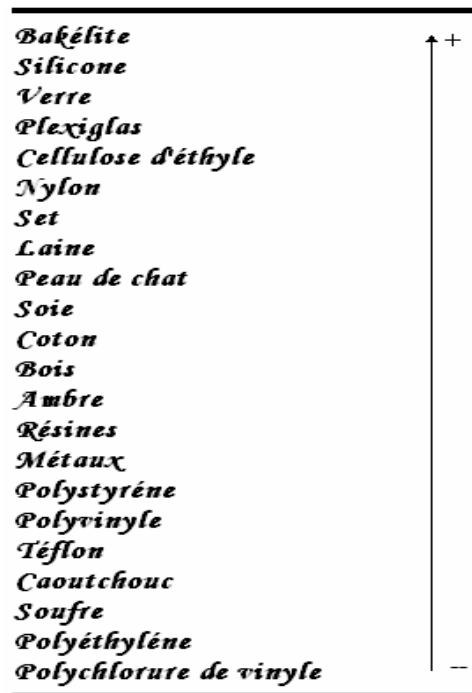 Bakélite +
Silicone
Verre
Plexiglas
Cellulose d'éthyle
Nylon
Set
Laine
Peau de chat
Soie
Coton
Bois
Ambre
Résines
Métaux
Polystyréne
Polyvinyle
Téflon
Caoutchouc
Soufre
Polyéthyléne
Polychlorure de vinyle --